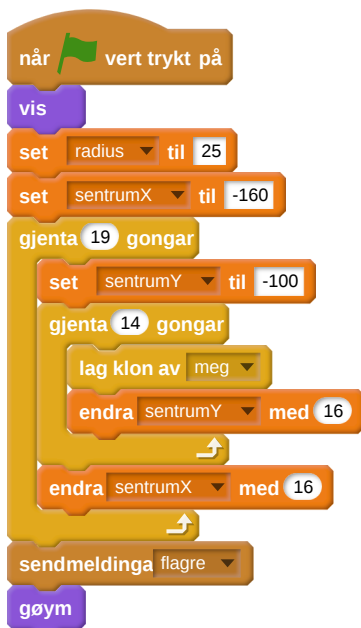 når vert trykt på
vis
set radius til 25
set sentrumX til -160
gjenta 19 gongar
set sentrumY til -100
gjenta 14 gongar
lag klon av meg
endra sentrumY med 16
endra sentrumX med 16
sendmeldinga flagre
gøym